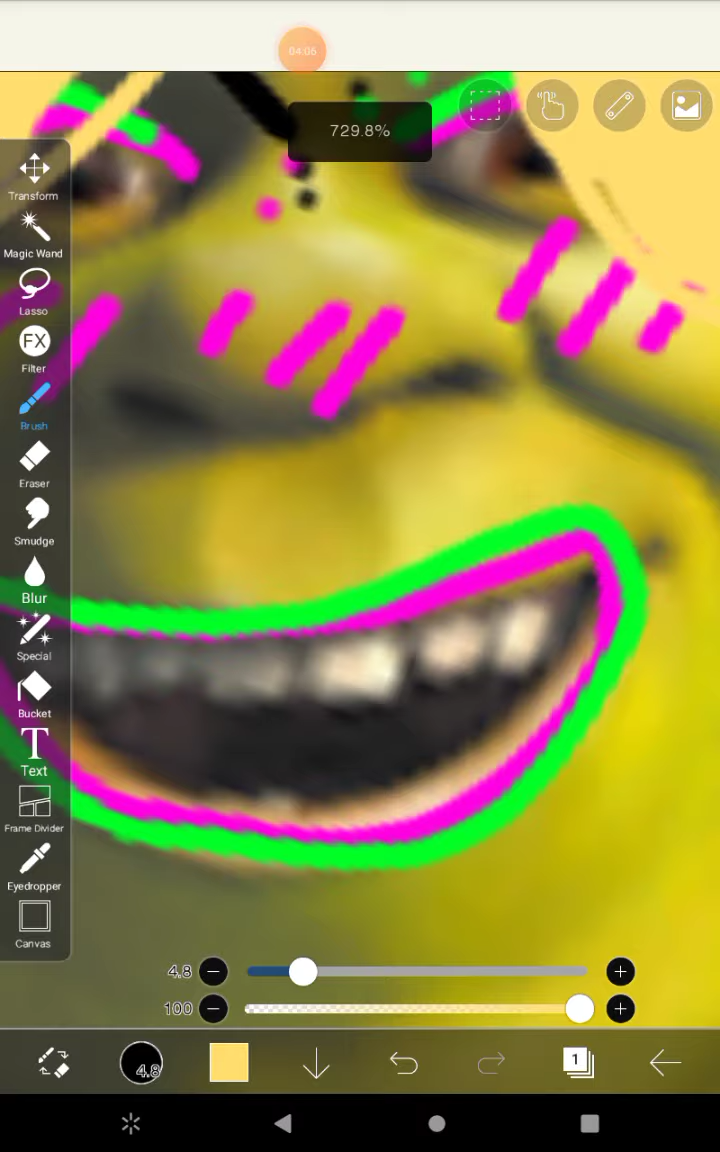 04:06
729.8%
Transform
Magic Wand
Lasso
FX
Filter
Brush
Eraser
Smudge
Blur
Special
Bucket
T
Text
Frame Divider
Eyedropper
Canvas
4.8
100
4.8
1